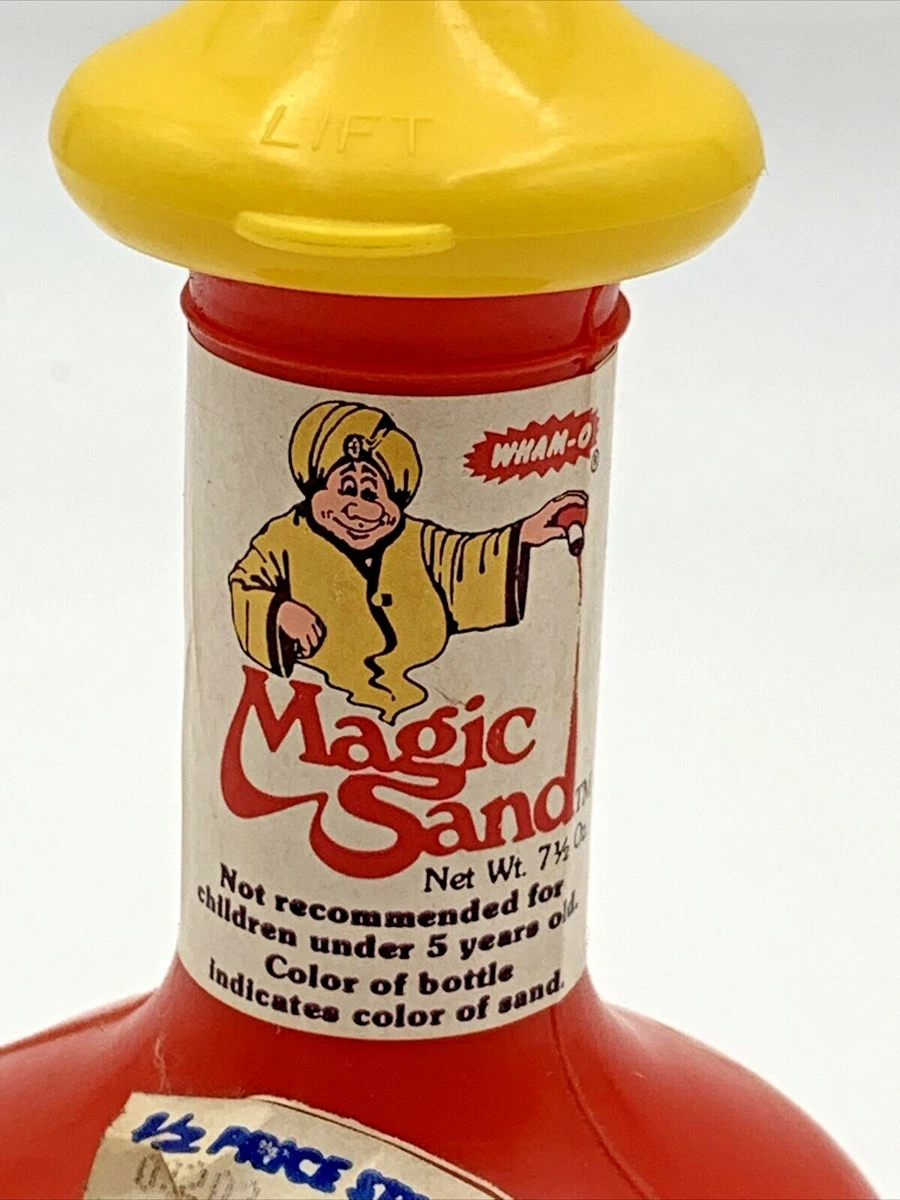 LIFT
WHAM-O
®
Magic
Sand™
Net Wt. 7½ Oz.
Not recommended for
children under 5 years old.
Color of bottle
indicates color of sand.
1/2 PRICE